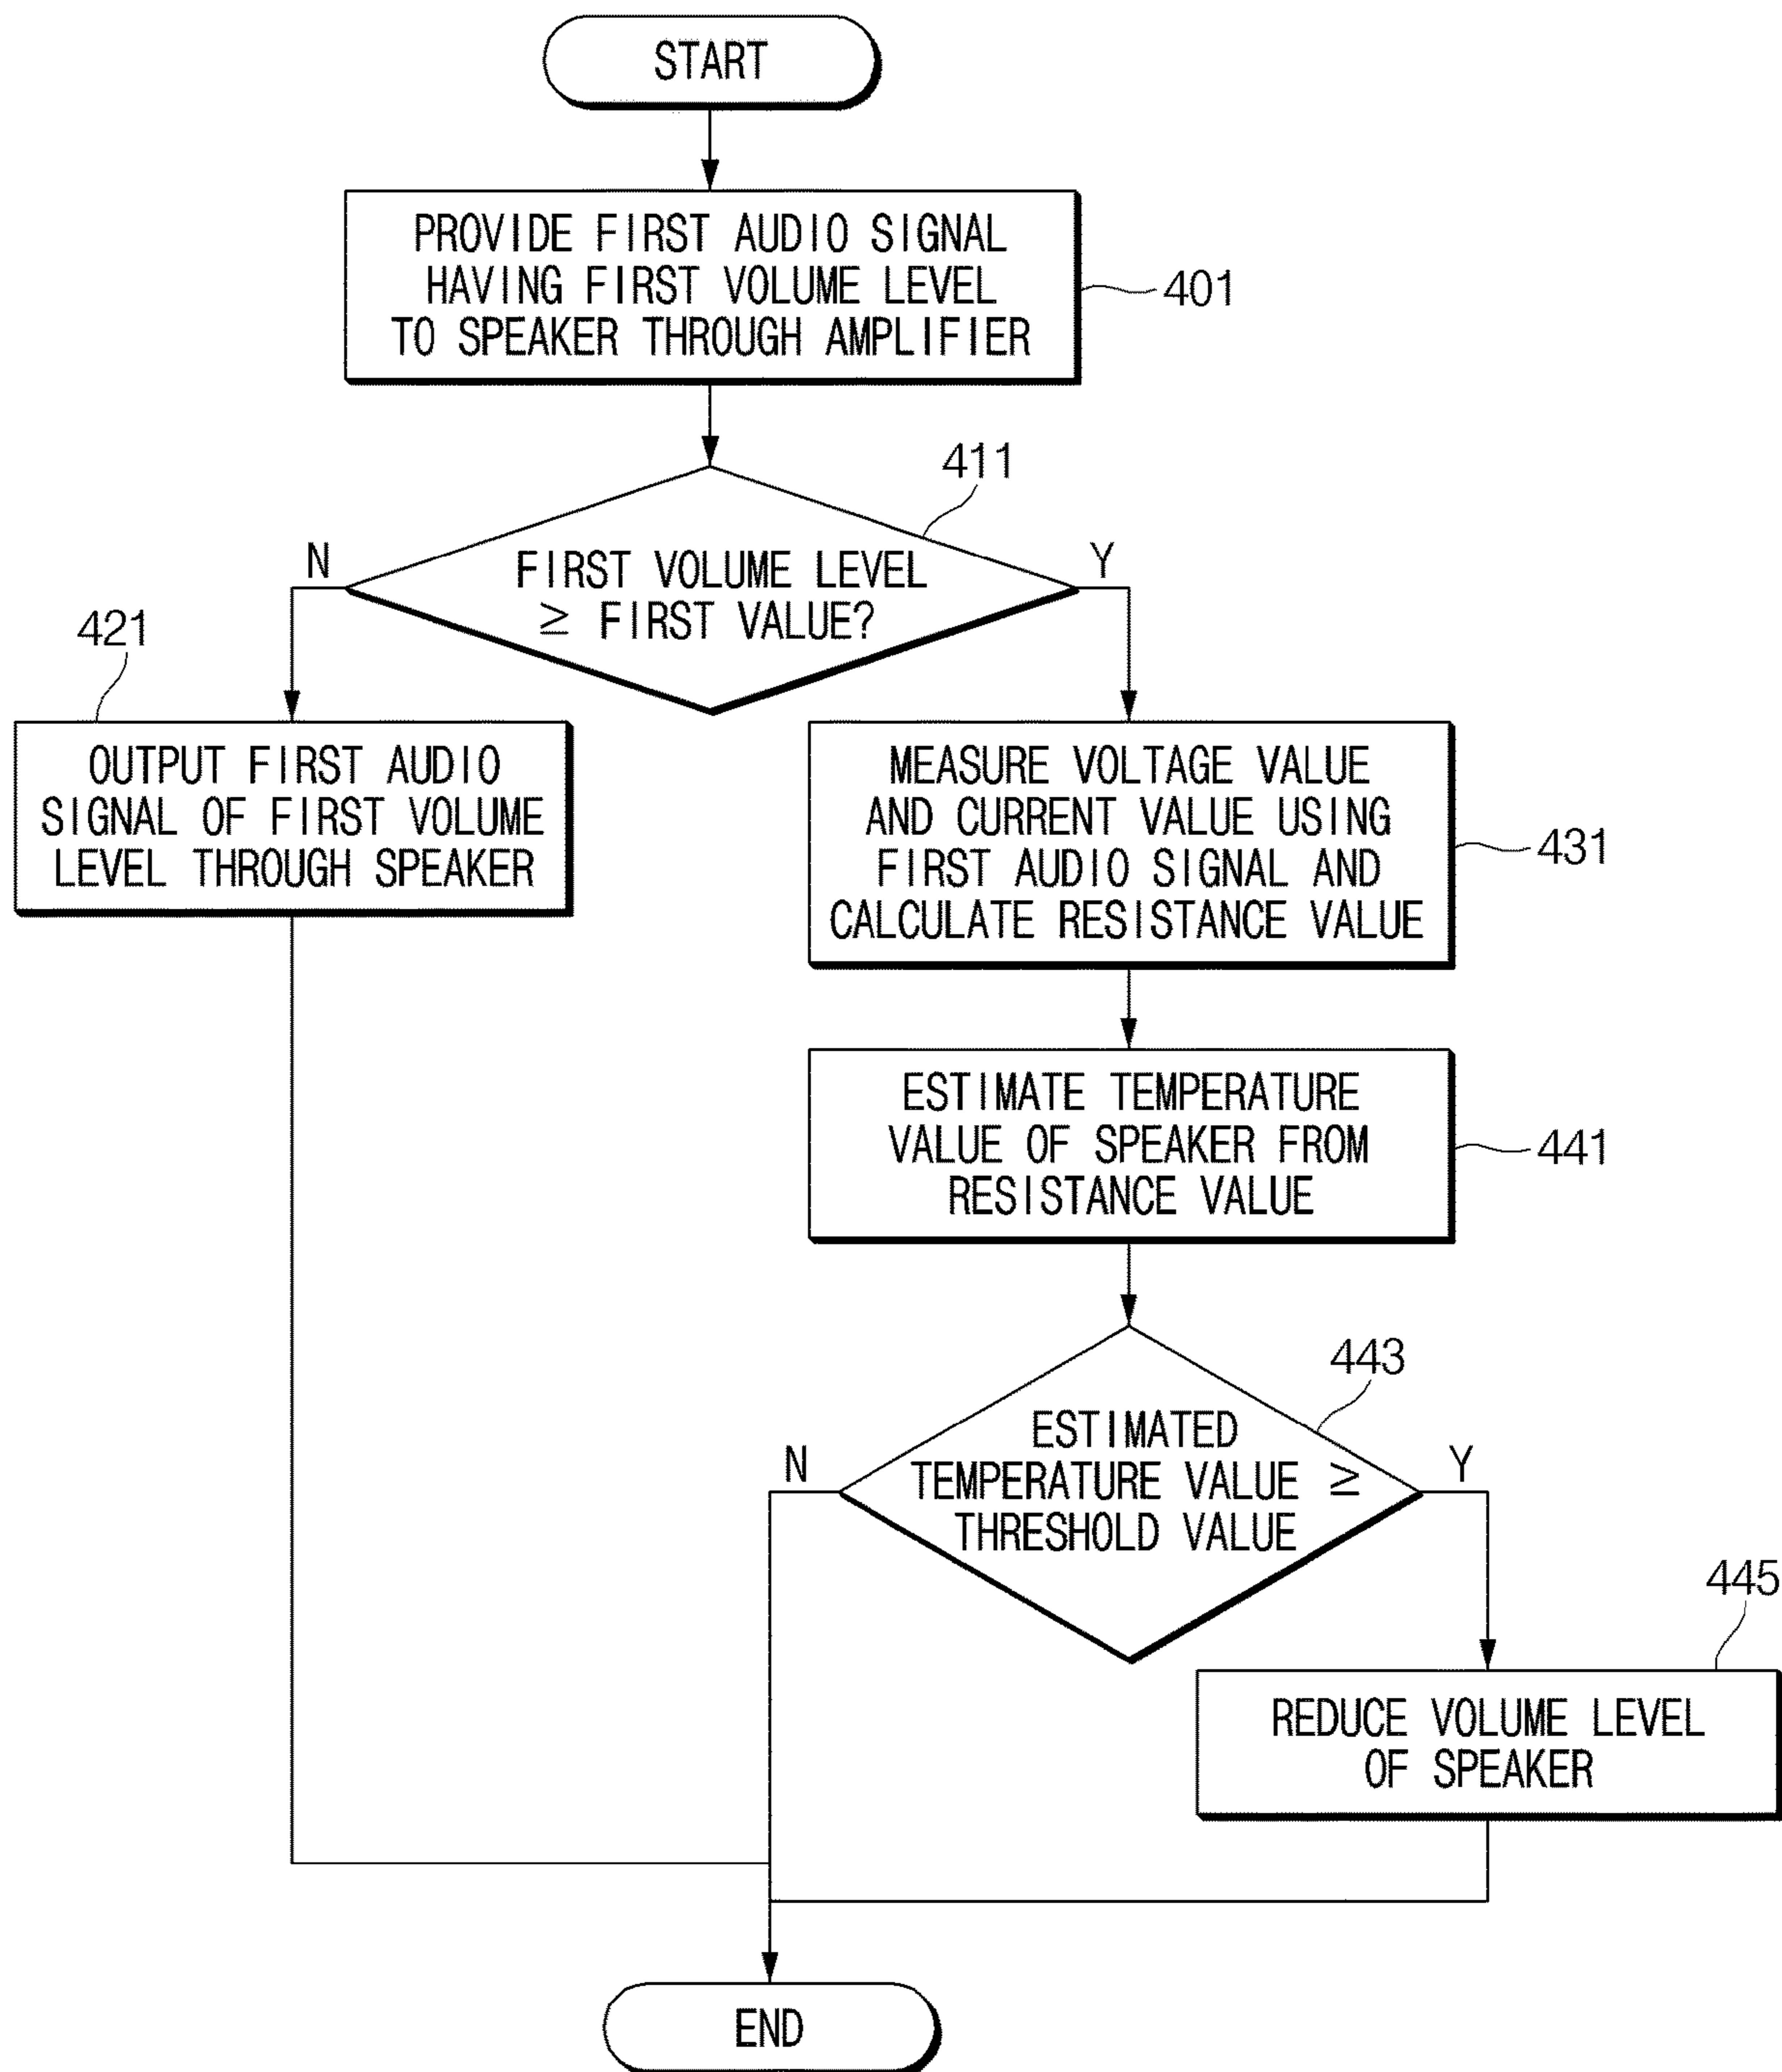 START
PROVIDE FIRST AUDIO SIGNAL
HAVING FIRST VOLUME LEVEL
TO SPEAKER THROUGH AMPLIFIER
401
411
N
FIRST VOLUME LEVEL
≥ FIRST VALUE?
Y
421
OUTPUT FIRST AUDIO
SIGNAL OF FIRST VOLUME
LEVEL THROUGH SPEAKER
MEASURE VOLTAGE VALUE
AND CURRENT VALUE USING
FIRST AUDIO SIGNAL AND
CALCULATE RESISTANCE VALUE
431
ESTIMATE TEMPERATURE
VALUE OF SPEAKER FROM
RESISTANCE VALUE
441
443
N
ESTIMATED
TEMPERATURE VALUE ≥
THRESHOLD VALUE
Y
445
REDUCE VOLUME LEVEL
OF SPEAKER
END